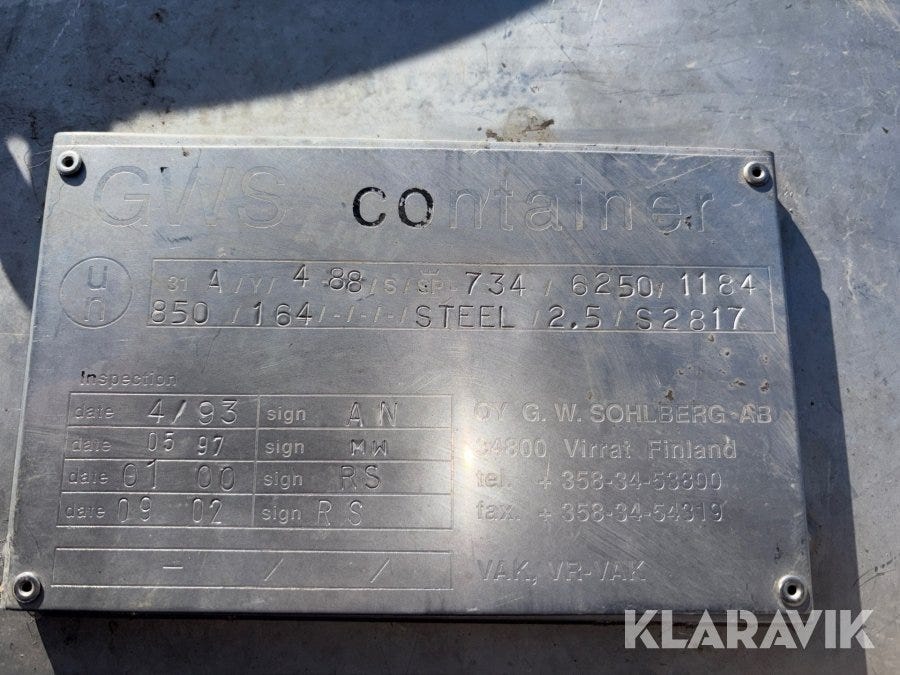 GWS container
un
31 A /Y/ 4 88 /S/SF- 734 / 6250/ 1184
850 /164/-/-/-/ STEEL /2.5/ S2817
Inspection
date 4/93 sign AN
date 05 97 sign MW
date 01 00 sign RS
date 09 02 sign RS
- / /
OY G. W. SOHLBERG AB
34800 Virrat Finland
tel. + 358-34-53800
fax. + 358-34-54319
VAK, VR-VAK
KLARAVIK